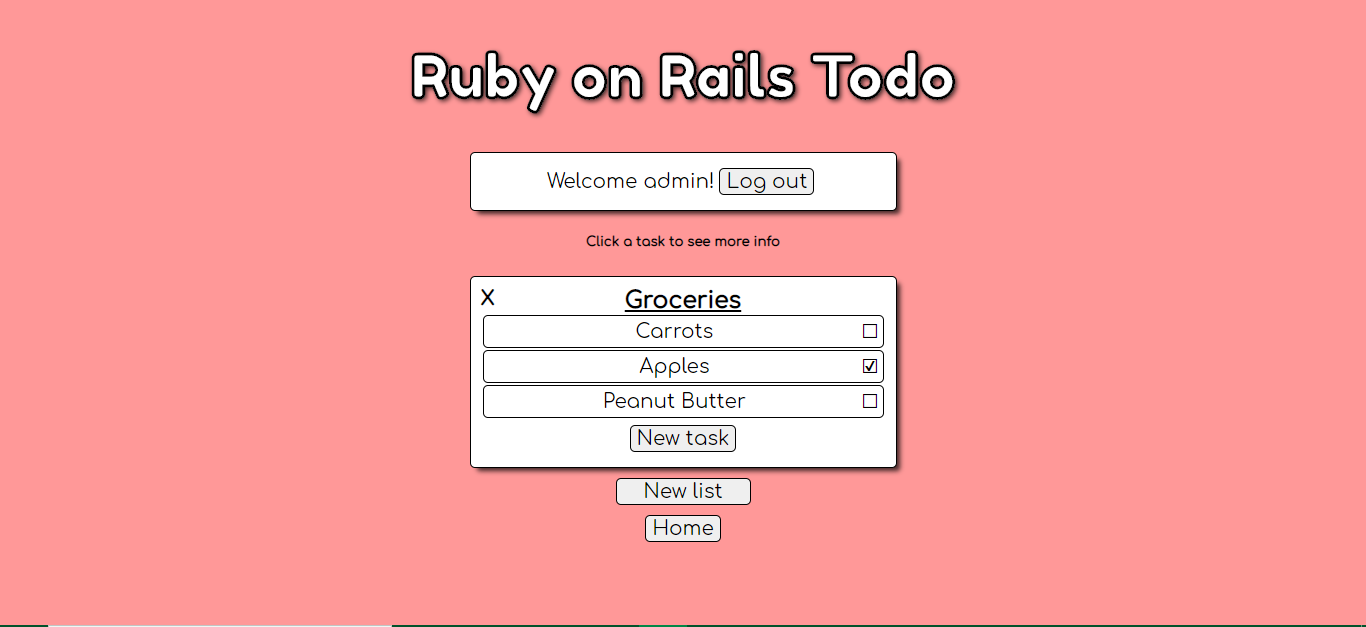 Ruby on Rails Todo
Welcome admin! Log out
Click a task to see more info
X Groceries
Carrots
Apples
Peanut Butter
New task
New list
Home